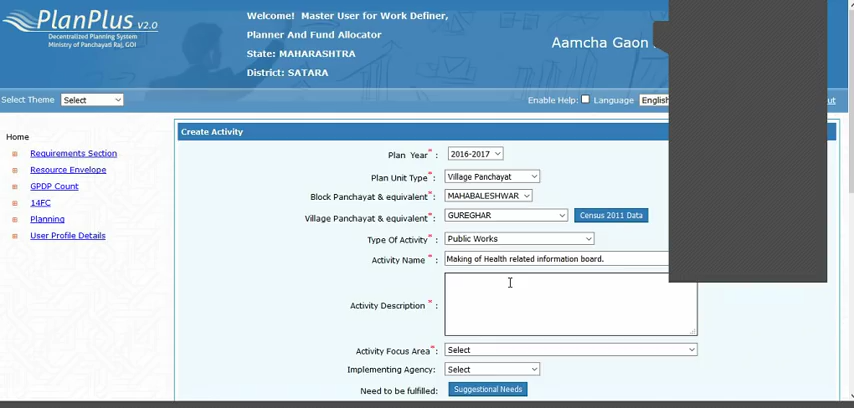 PlanPlus V2.0
Decentralized Planning System
Ministry of Panchayati Raj, GOI
Welcome! Master User for Work Definer,
Planner And Fund Allocator
State: MAHARASHTRA
District: SATARA
Aamcha Gaon
Select Theme Select
Enable Help: Language English
ut
Home
Requirements Section
Resource Envelope
GPDP Count
14FC
Planning
User Profile Details
Create Activity
Plan Year* : 2016-2017
Plan Unit Type* : Village Panchayat
Block Panchayat & equivalent* : MAHABALESHWAR
Village Panchayat & equivalent* : GUREGHAR Census 2011 Data
Type Of Activity* : Public Works
Activity Name * : Making of Health related information board.
Activity Description * :
Activity Focus Area* : Select
Implementing Agency: Select
Need to be fulfilled: Suggestional Needs